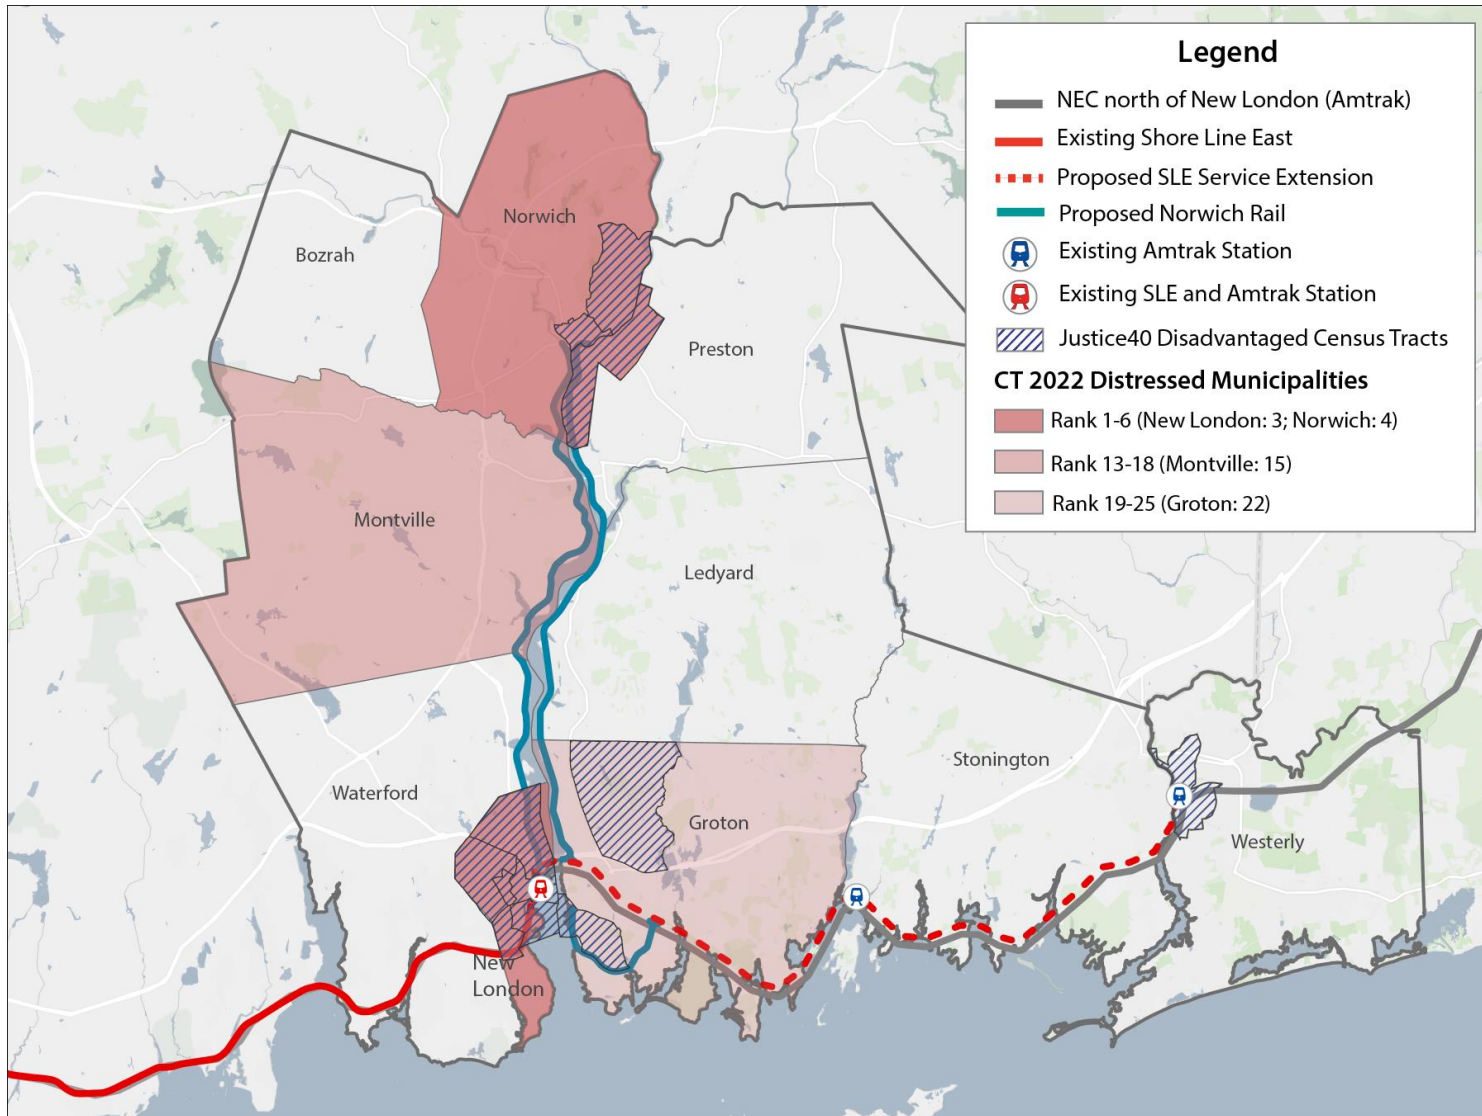 Legend
NEC north of New London (Amtrak)
Existing Shore Line East
Proposed SLE Service Extension
Proposed Norwich Rail
Existing Amtrak Station
Existing SLE and Amtrak Station
Justice40 Disadvantaged Census Tracts
CT 2022 Distressed Municipalities
Rank 1-6 (New London: 3; Norwich: 4)
Rank 13-18 (Montville: 15)
Rank 19-25 (Groton: 22)
Norwich
Bozrah
Preston
Montville
Ledyard
Stonington
Waterford
Groton
Westerly
New
London